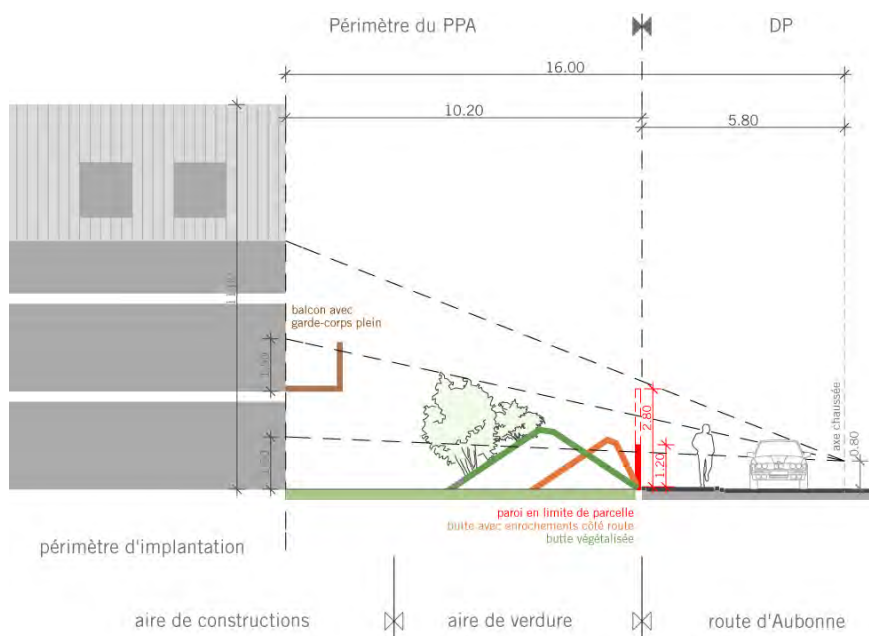 Périmètre du PPA
DP
16.00
10.20
5.80
balcon avec
garde-corps plein
1.50
2.80
1.20
axe chaussée
0.80
paroi en limite de parcelle
butte avec enrochements côté route
butte végétalisée
périmètre d'implantation
aire de constructions
aire de verdure
route d'Aubonne